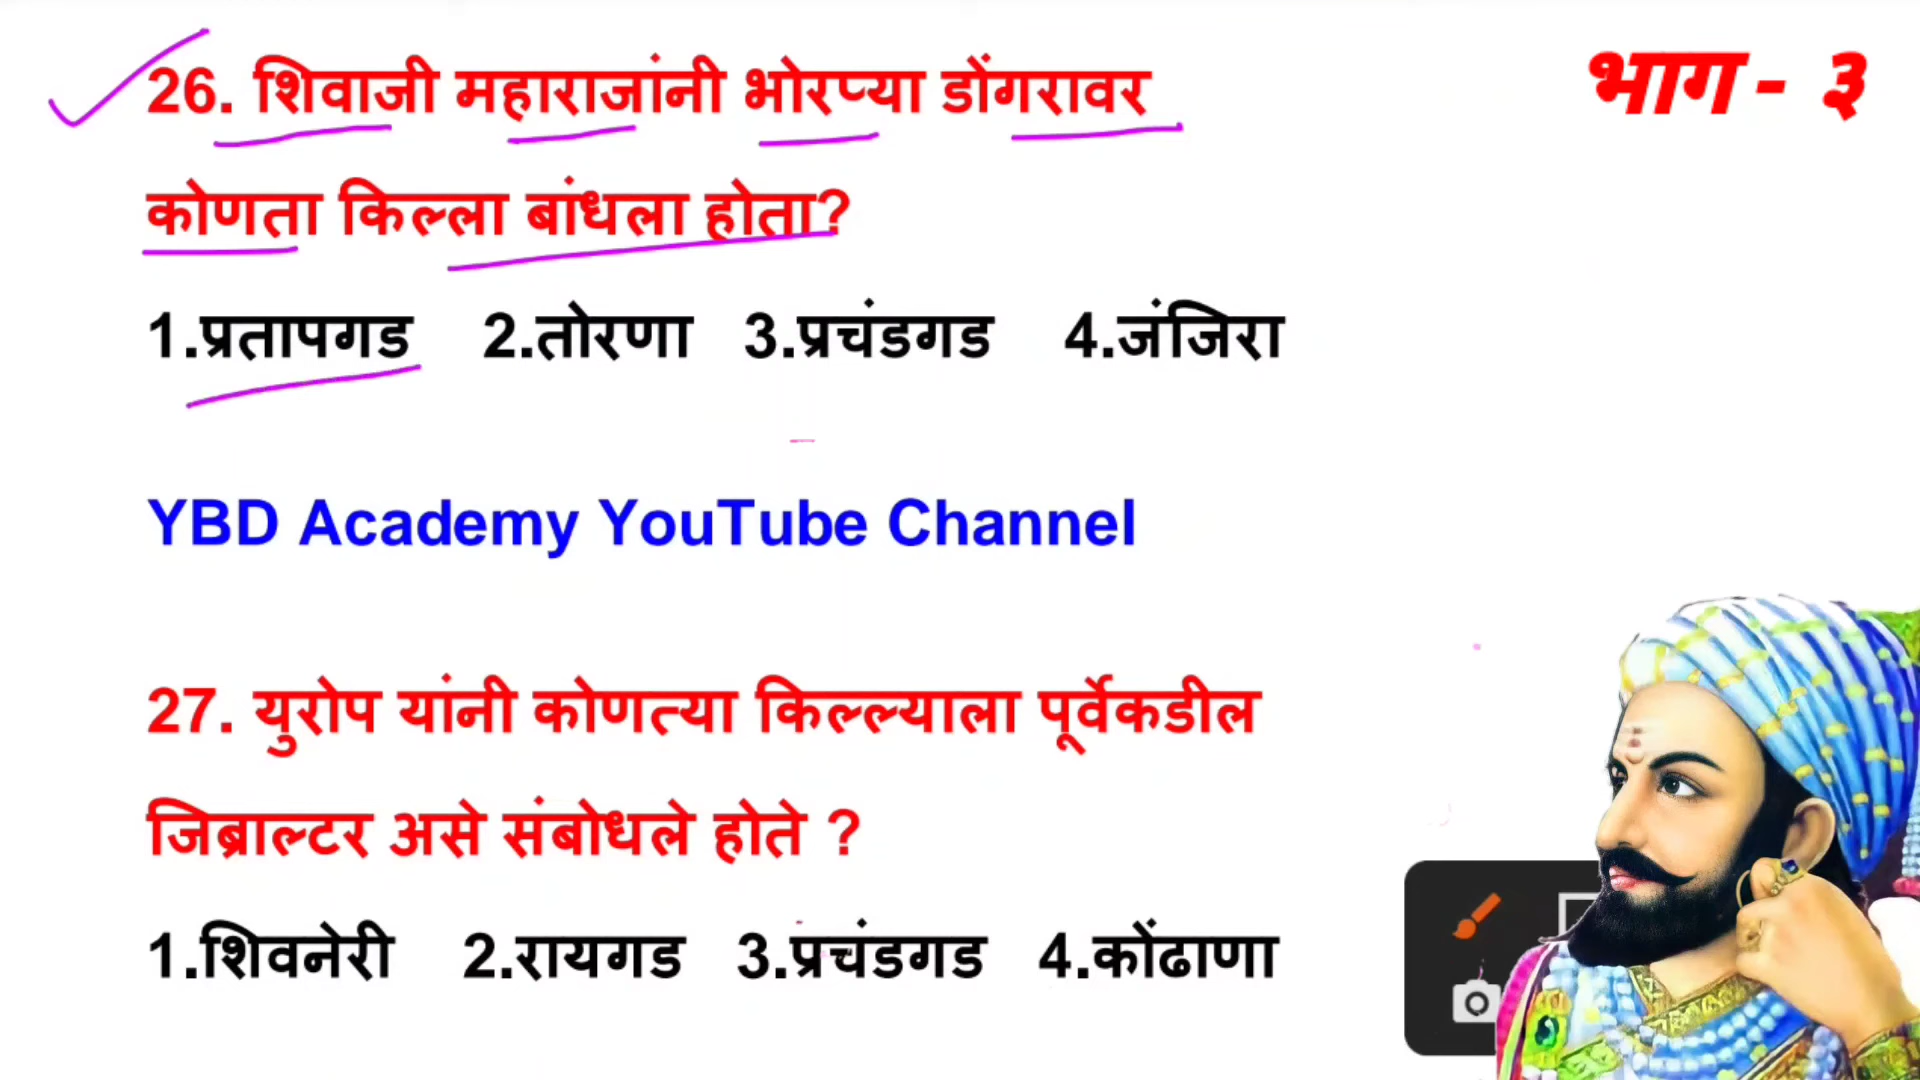 26. शिवाजी महाराजांनी भोरप्या डोंगरावर
भाग - ३
कोणता किल्ला बांधला होता?
1.प्रतापगड 2.तोरणा 3.प्रचंडगड 4.जंजिरा
YBD Academy YouTube Channel
27. युरोप यांनी कोणत्या किल्ल्याला पूर्वेकडील
जिब्राल्टर असे संबोधले होते ?
1.शिवनेरी 2.रायगड 3.प्रचंडगड 4.कोंढाणा